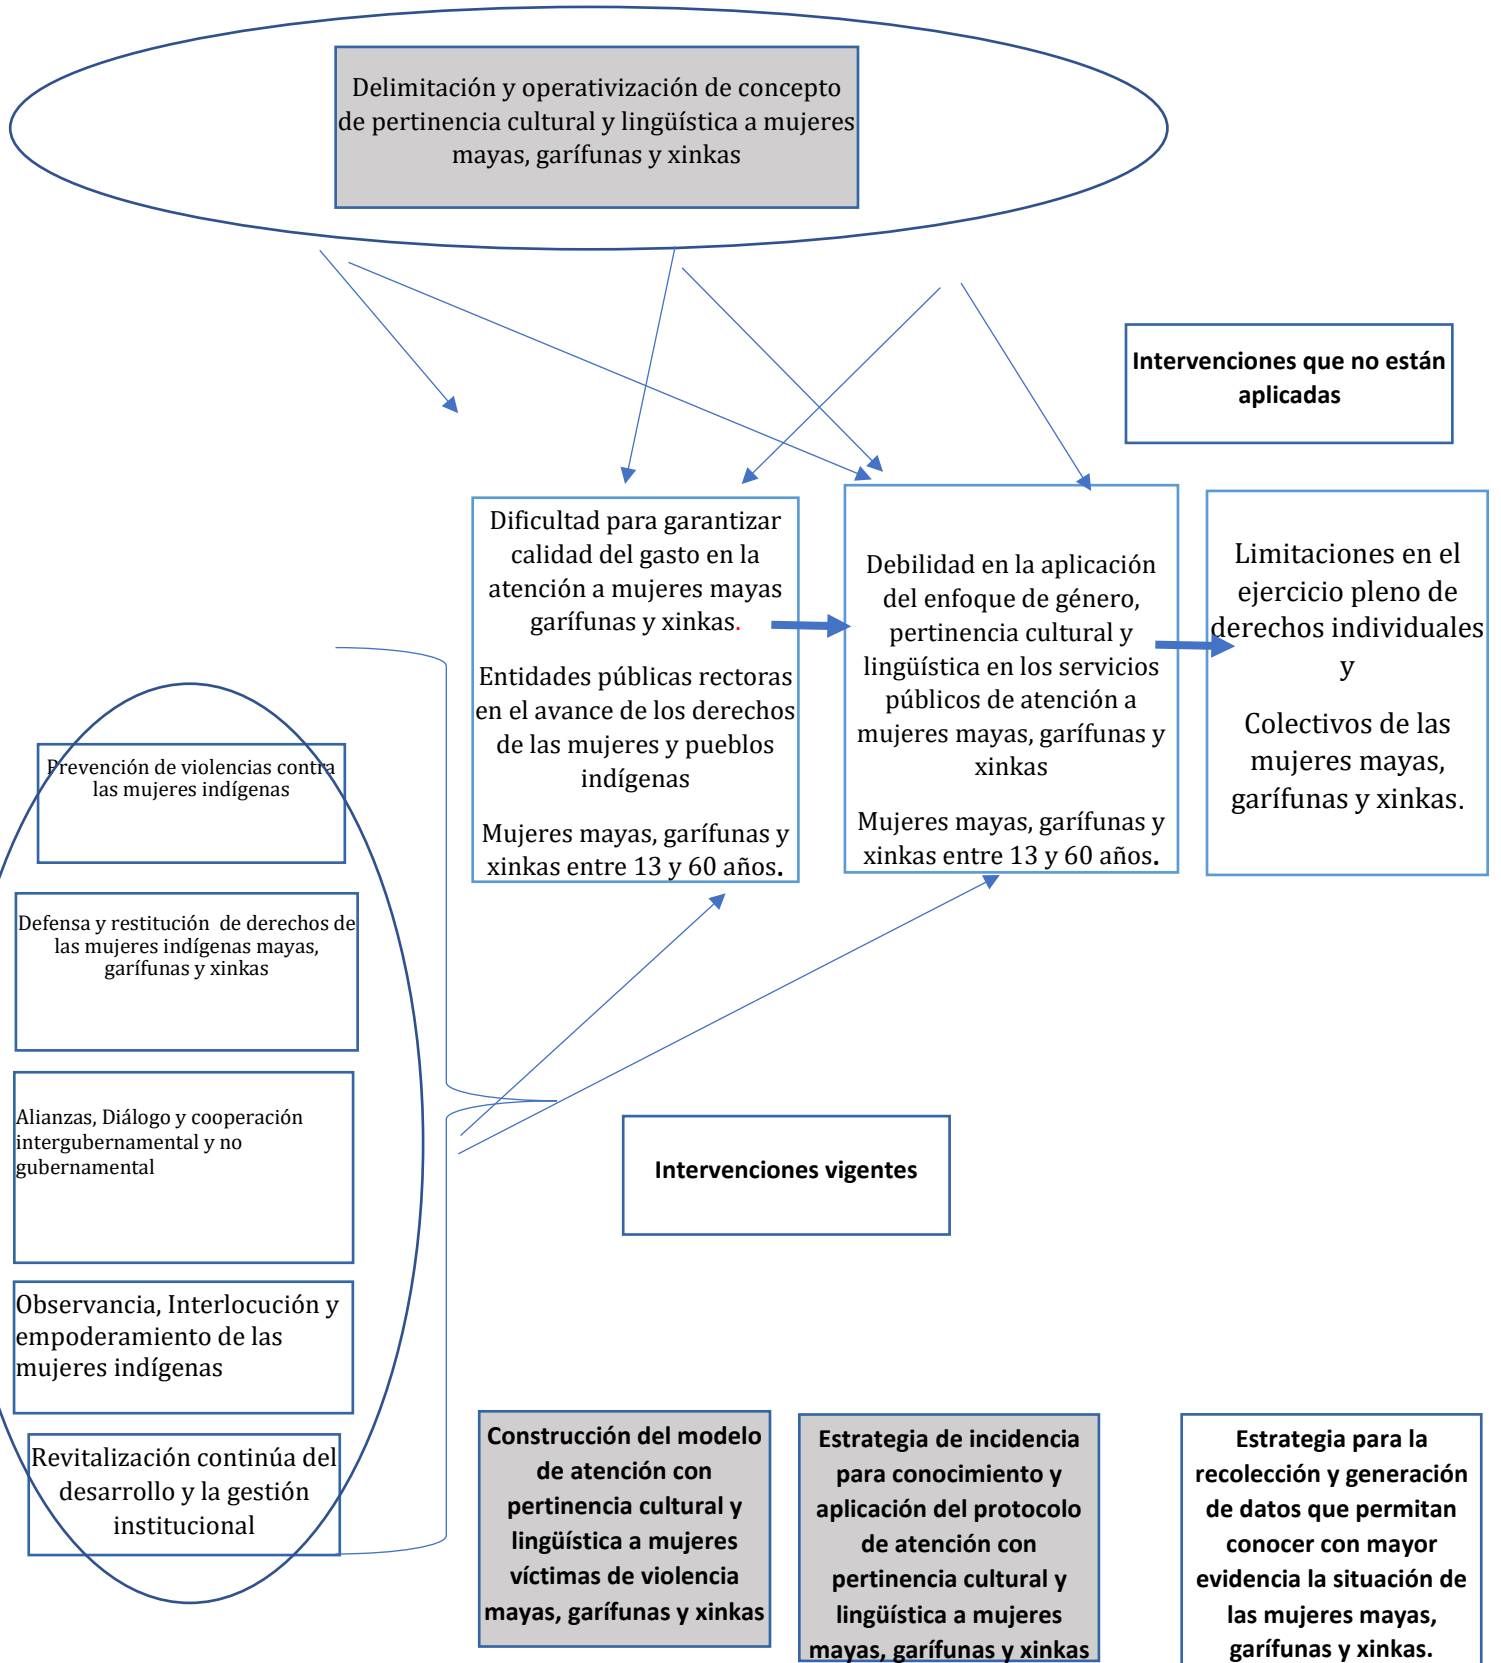 Delimitación y operativización de concepto
de pertinencia cultural y lingüística a mujeres
mayas, garífunas y xinkas
Intervenciones que no están
aplicadas
Dificultad para garantizar
calidad del gasto en la
atención a mujeres mayas
garífunas y xinkas.
Entidades públicas rectoras
en el avance de los derechos
de las mujeres y pueblos
indígenas
Mujeres mayas, garífunas y
xinkas entre 13 y 60 años.
Debilidad en la aplicación
del enfoque de género,
pertinencia cultural y
lingüística en los servicios
públicos de atención a
mujeres mayas, garífunas y
xinkas
Mujeres mayas, garífunas y
xinkas entre 13 y 60 años.
Limitaciones en el
ejercicio pleno de
derechos individuales
y
Colectivos de las
mujeres mayas,
garífunas y xinkas.
Prevención de violencias contra
las mujeres indígenas
Defensa y restitución de derechos de
las mujeres indígenas mayas,
garífunas y xinkas
Alianzas, Diálogo y cooperación
intergubernamental y no
gubernamental
Observancia, Interlocución y
empoderamiento de las
mujeres indígenas
Revitalización continúa del
desarrollo y la gestión
institucional
Intervenciones vigentes
Construcción del modelo
de atención con
pertinencia cultural y
lingüística a mujeres
víctimas de violencia
mayas, garífunas y xinkas
Estrategia de incidencia
para conocimiento y
aplicación del protocolo
de atención con
pertinencia cultural y
lingüística a mujeres
mayas, garífunas y xinkas
Estrategia para la
recolección y generación
de datos que permitan
conocer con mayor
evidencia la situación de
las mujeres mayas,
garífunas y xinkas.